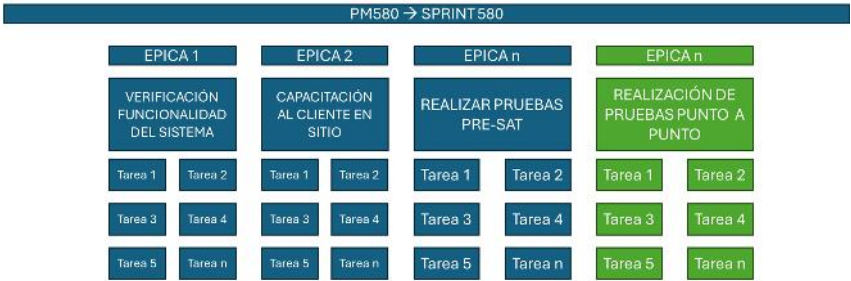 PM580 → SPRINT 580
EPICA 1
EPICA 2
EPICA n
EPICA n
VERIFICACIÓN
FUNCIONALIDAD
DEL SISTEMA
CAPACITACIÓN
AL CLIENTE EN
SITIO
REALIZAR PRUEBAS
PRE-SAT
REALIZACIÓN DE
PRUEBAS PUNTO A
PUNTO
Tarea 1
Tarea 2
Tarea 1
Tarea 2
Tarea 1
Tarea 2
Tarea 1
Tarea 2
Tarea 3
Tarea 4
Tarea 3
Tarea 4
Tarea 3
Tarea 4
Tarea 3
Tarea 4
Tarea 5
Tarea n
Tarea 5
Tarea n
Tarea 5
Tarea n
Tarea 5
Tarea n